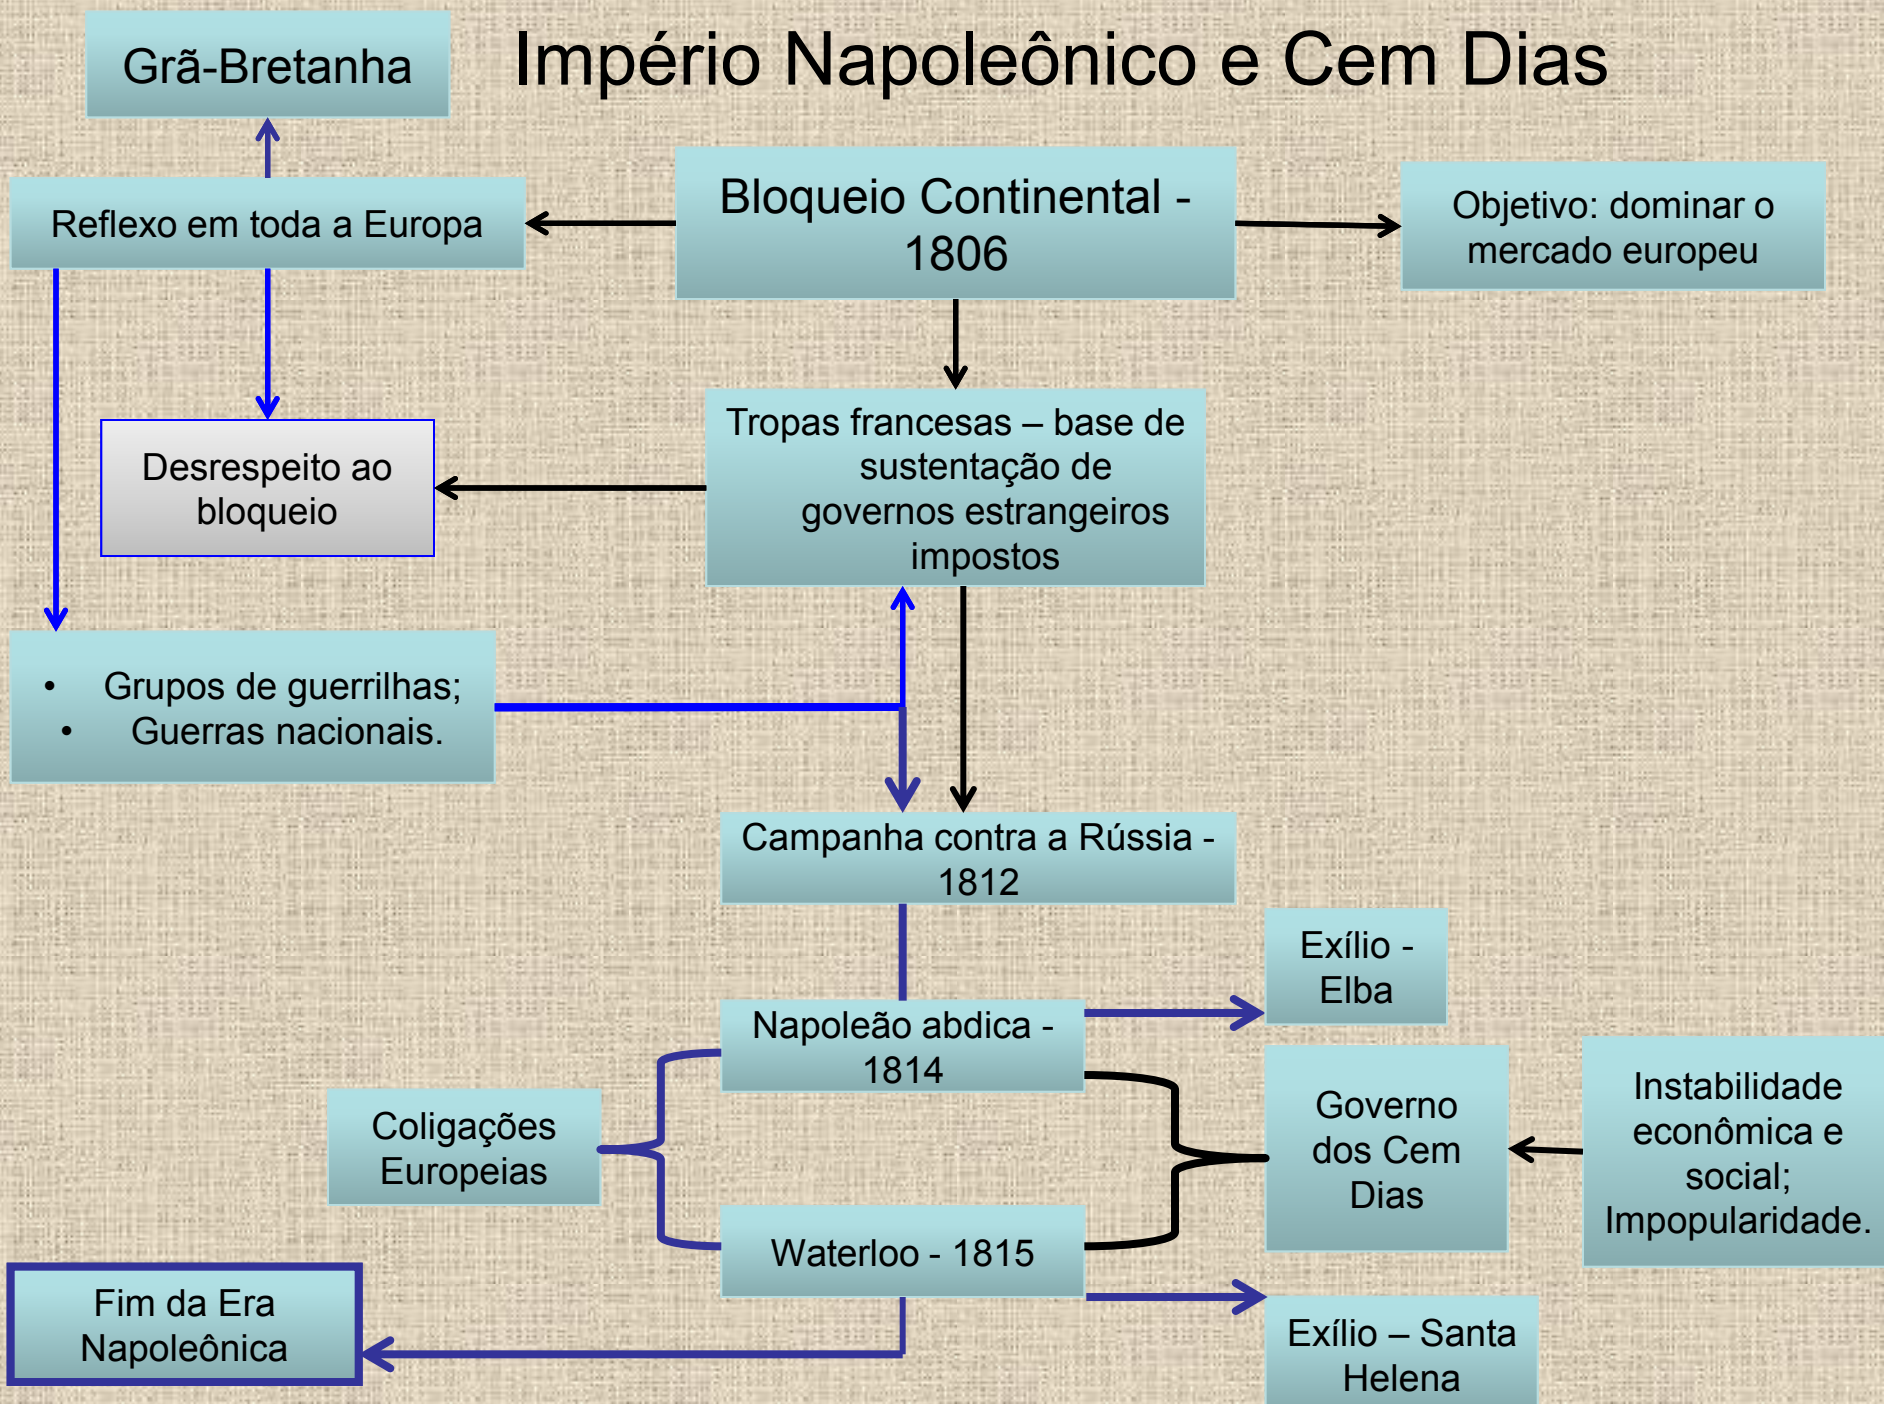 Grã-Bretanha
Império Napoleônico e Cem Dias
Bloqueio Continental -
1806
Reflexo em toda a Europa
Objetivo: dominar o
mercado europeu
Tropas francesas – base de
sustentação de
governos estrangeiros
impostos
Desrespeito ao
bloqueio
• Grupos de guerrilhas;
• Guerras nacionais.
Campanha contra a Rússia -
1812
Exílio -
Elba
Napoleão abdica -
1814
Coligações
Europeias
Governo
dos Cem
Dias
Instabilidade
econômica e
social;
Impopularidade.
Waterloo - 1815
Fim da Era
Napoleônica
Exílio – Santa
Helena